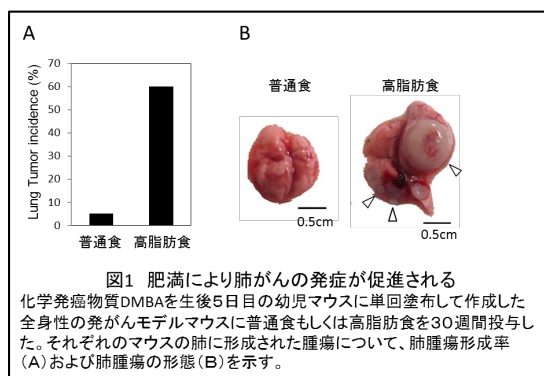 A
B
Lung Tumor incidence (%)
70
60
50
40
30
20
10
0
普通食 高脂肪食
普通食
高脂肪食
0.5cm
0.5cm
図1 肥満により肺がんの発症が促進される
化学発癌物質DMBAを生後5日目の幼児マウスに単回塗布して作成した
全身性の発がんモデルマウスに普通食もしくは高脂肪食を30週間投与し
た。それぞれのマウスの肺に形成された腫瘍について、肺腫瘍形成率
(A)および肺腫瘍の形態(B)を示す。